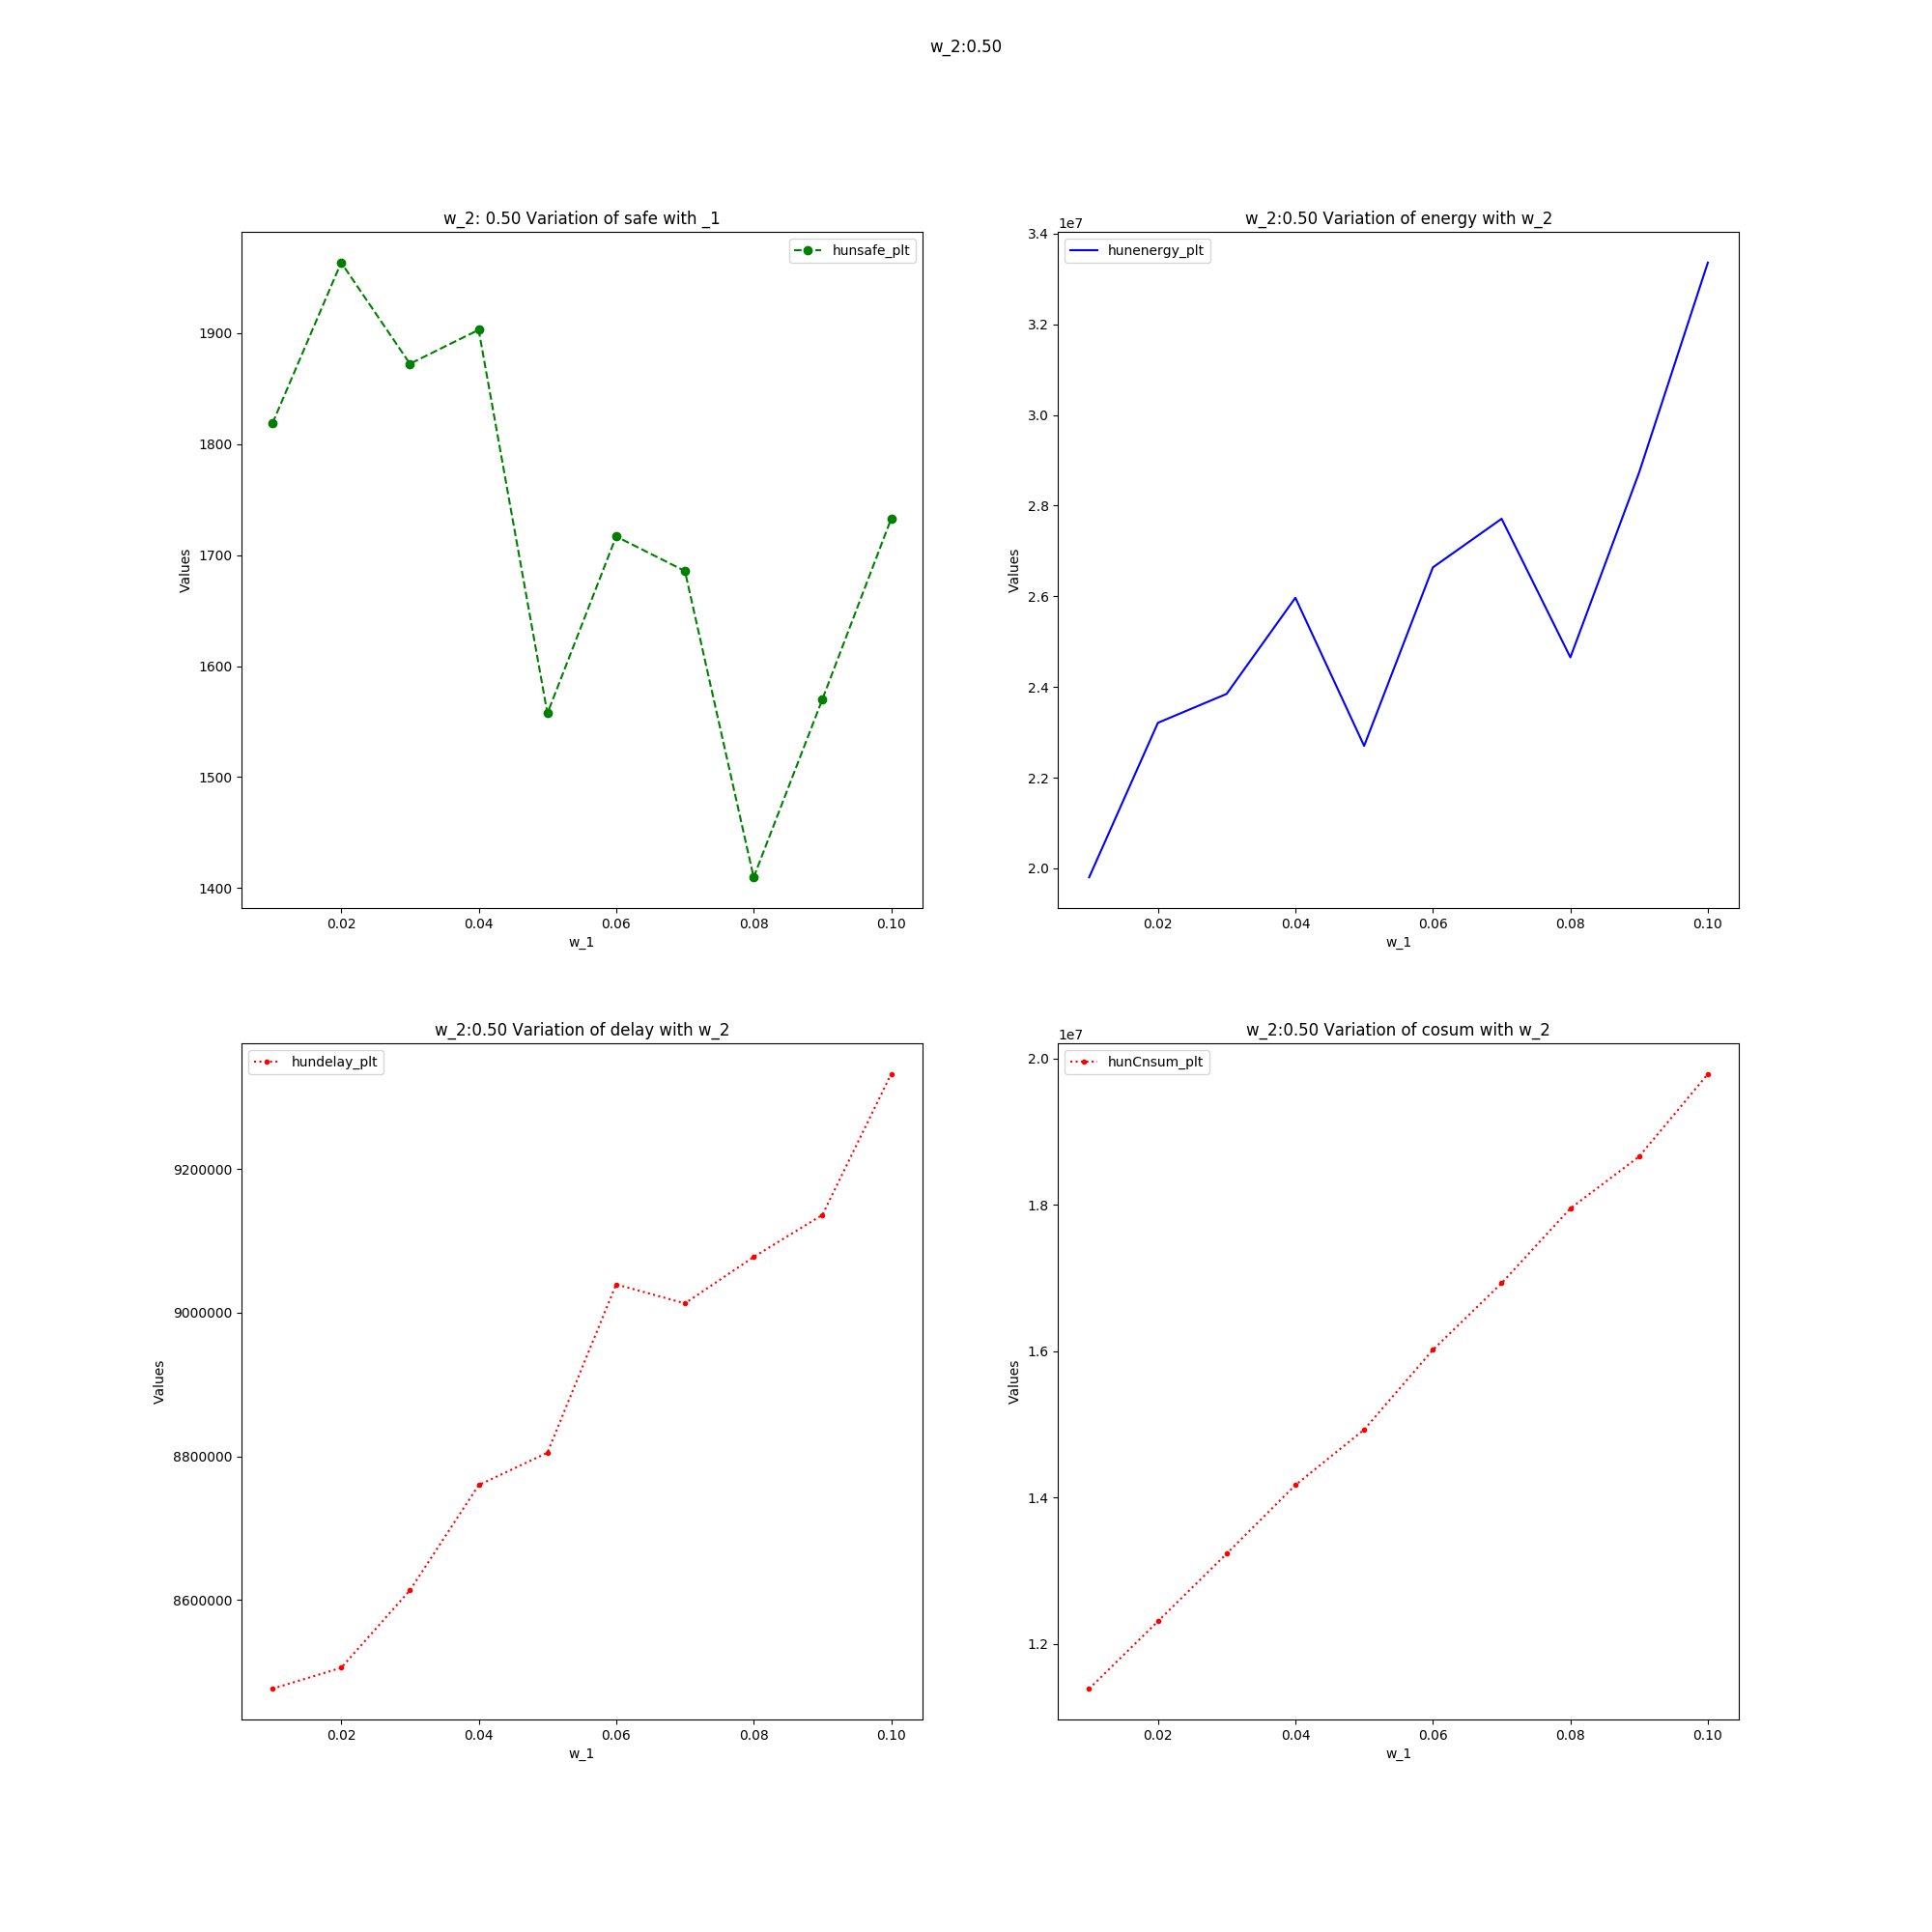 w_2:0.50
w_2: 0.50 Variation of safe with _1
hunsafe_plt
Values
1900
1800
1700
1600
1500
1400
0.02 0.04 0.06 0.08 0.10
w_1
w_2:0.50 Variation of energy with w_2
1e7
hunenergy_plt
Values
3.4
3.2
3.0
2.8
2.6
2.4
2.2
2.0
0.02 0.04 0.06 0.08 0.10
w_1
w_2:0.50 Variation of delay with w_2
hundelay_plt
Values
9200000
9000000
8800000
8600000
0.02 0.04 0.06 0.08 0.10
w_1
w_2:0.50 Variation of cosum with w_2
1e7
hunCnsum_plt
Values
2.0
1.8
1.6
1.4
1.2
0.02 0.04 0.06 0.08 0.10
w_1